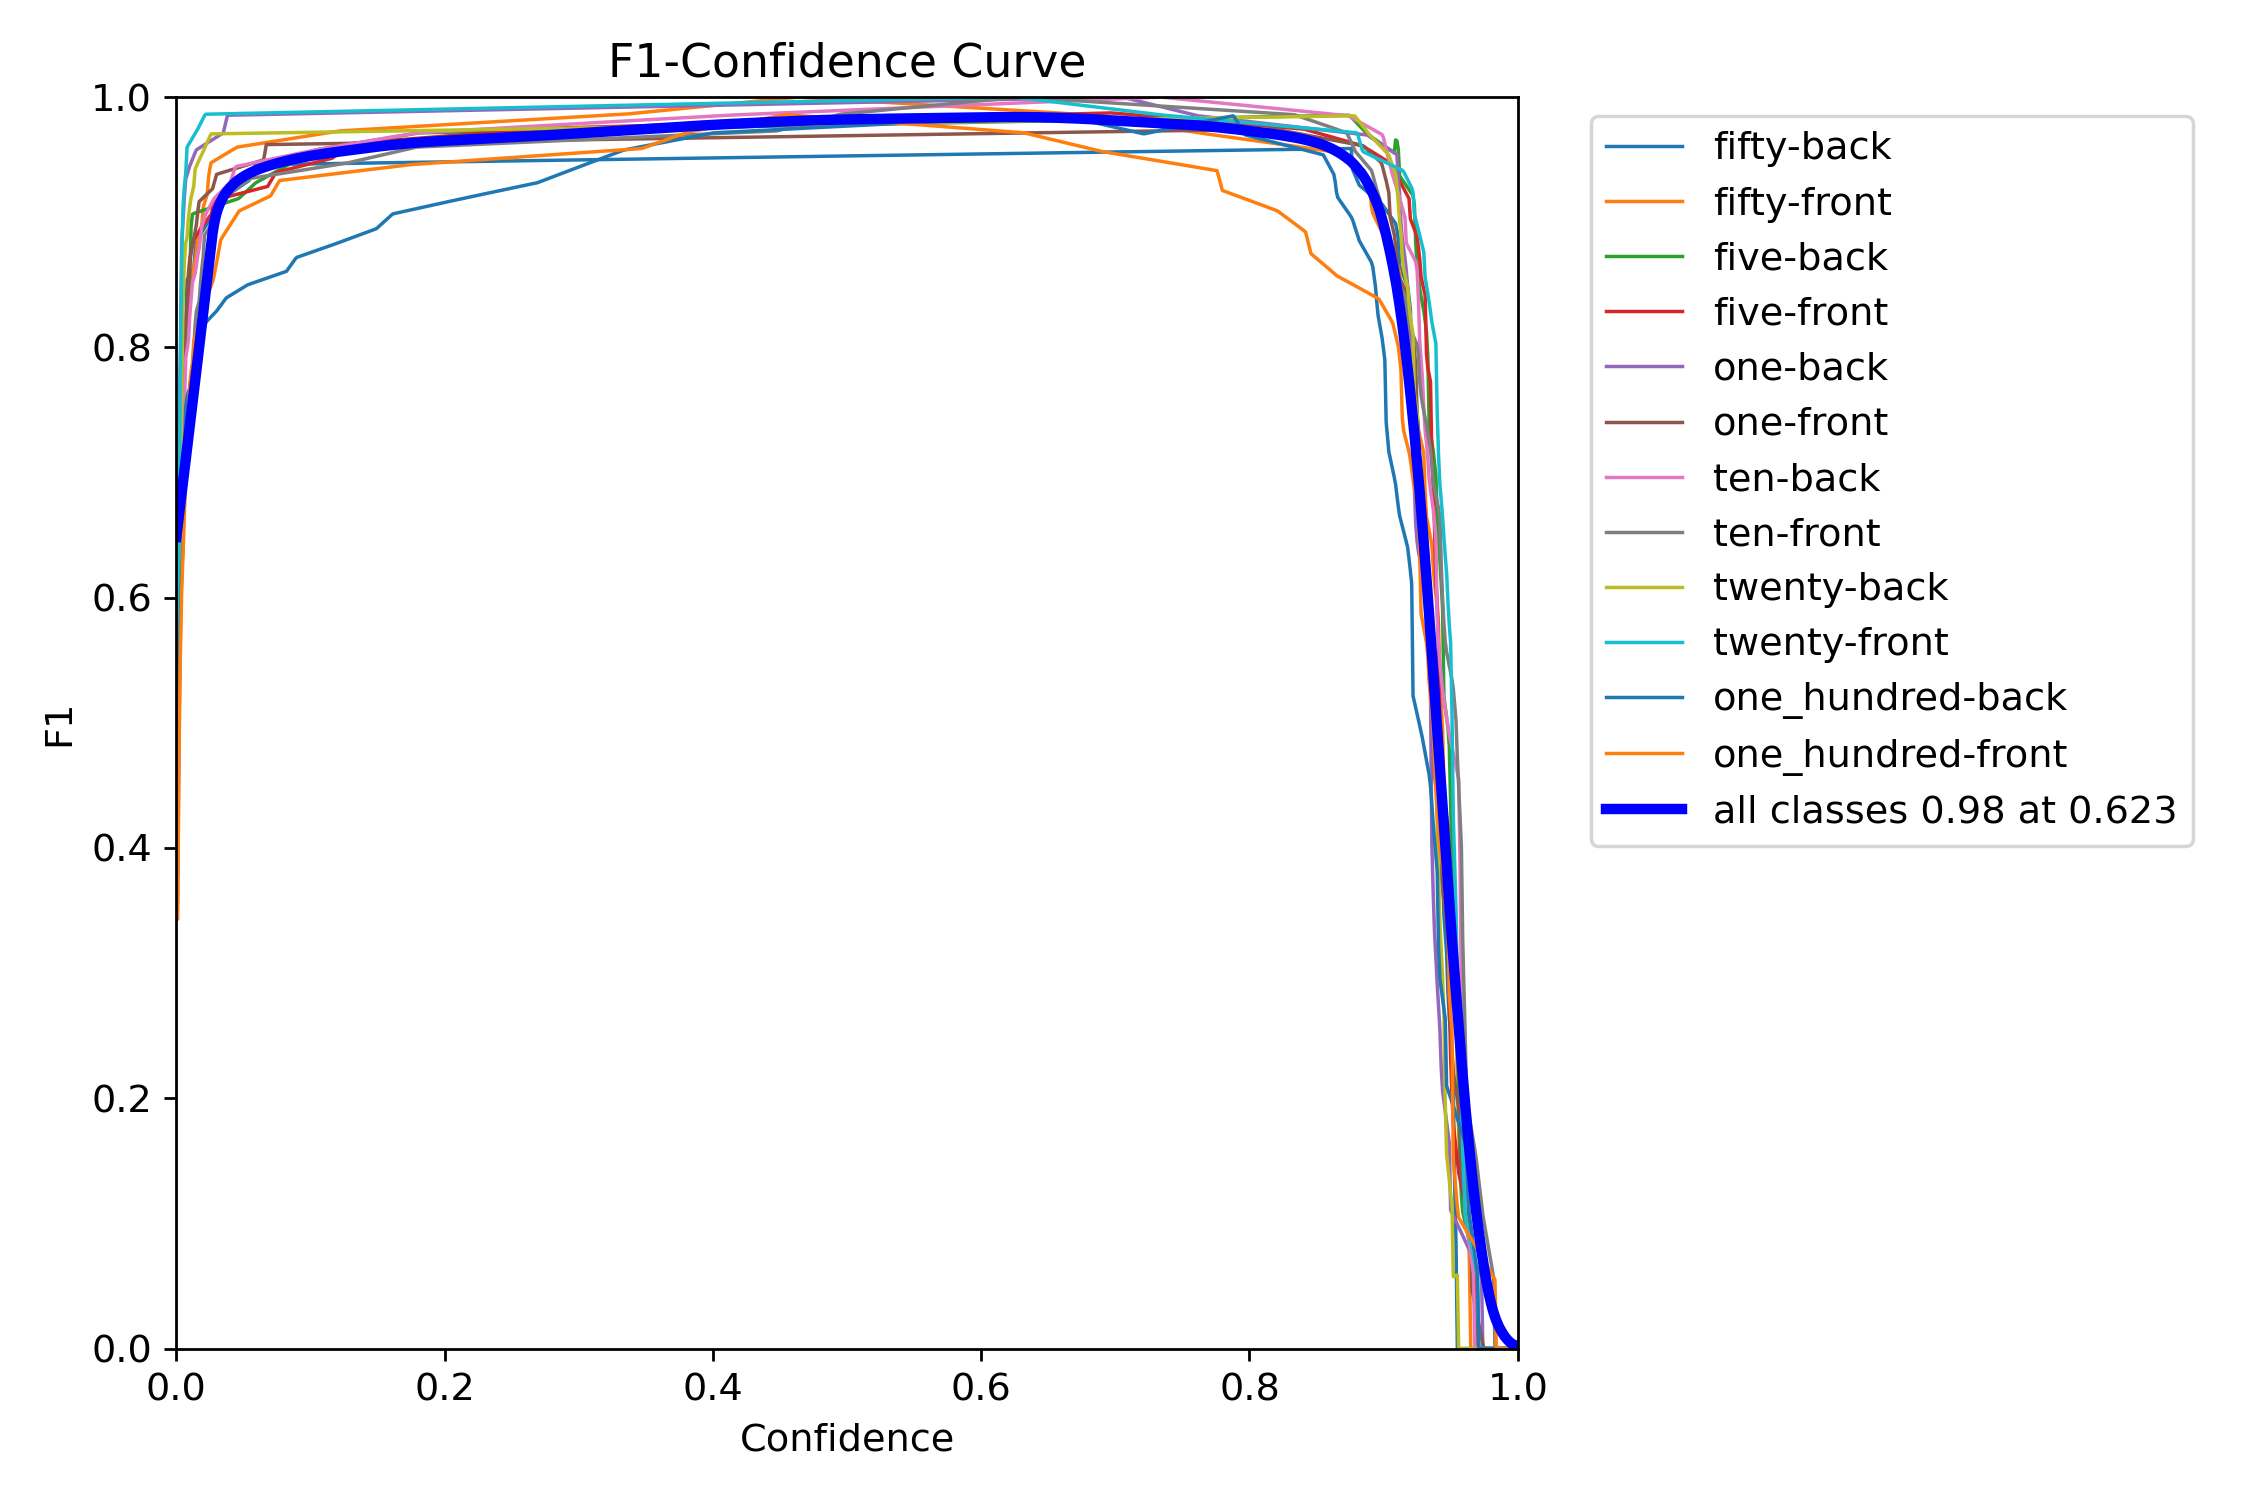 F1-Confidence Curve
1.0
0.8
0.6
0.4
0.2
0.0
F1
0.0 0.2 0.4 0.6 0.8 1.0
Confidence
fifty-back
fifty-front
five-back
five-front
one-back
one-front
ten-back
ten-front
twenty-back
twenty-front
one_hundred-back
one_hundred-front
all classes 0.98 at 0.623